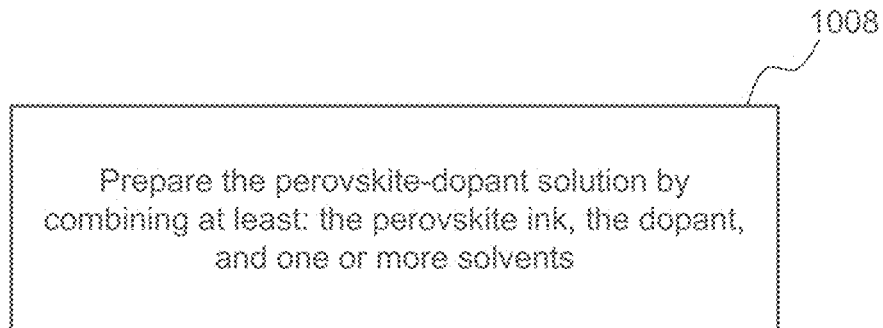 1008
Prepare the perovskite-dopant solution by
combining at least: the perovskite ink, the dopant,
and one or more solvents